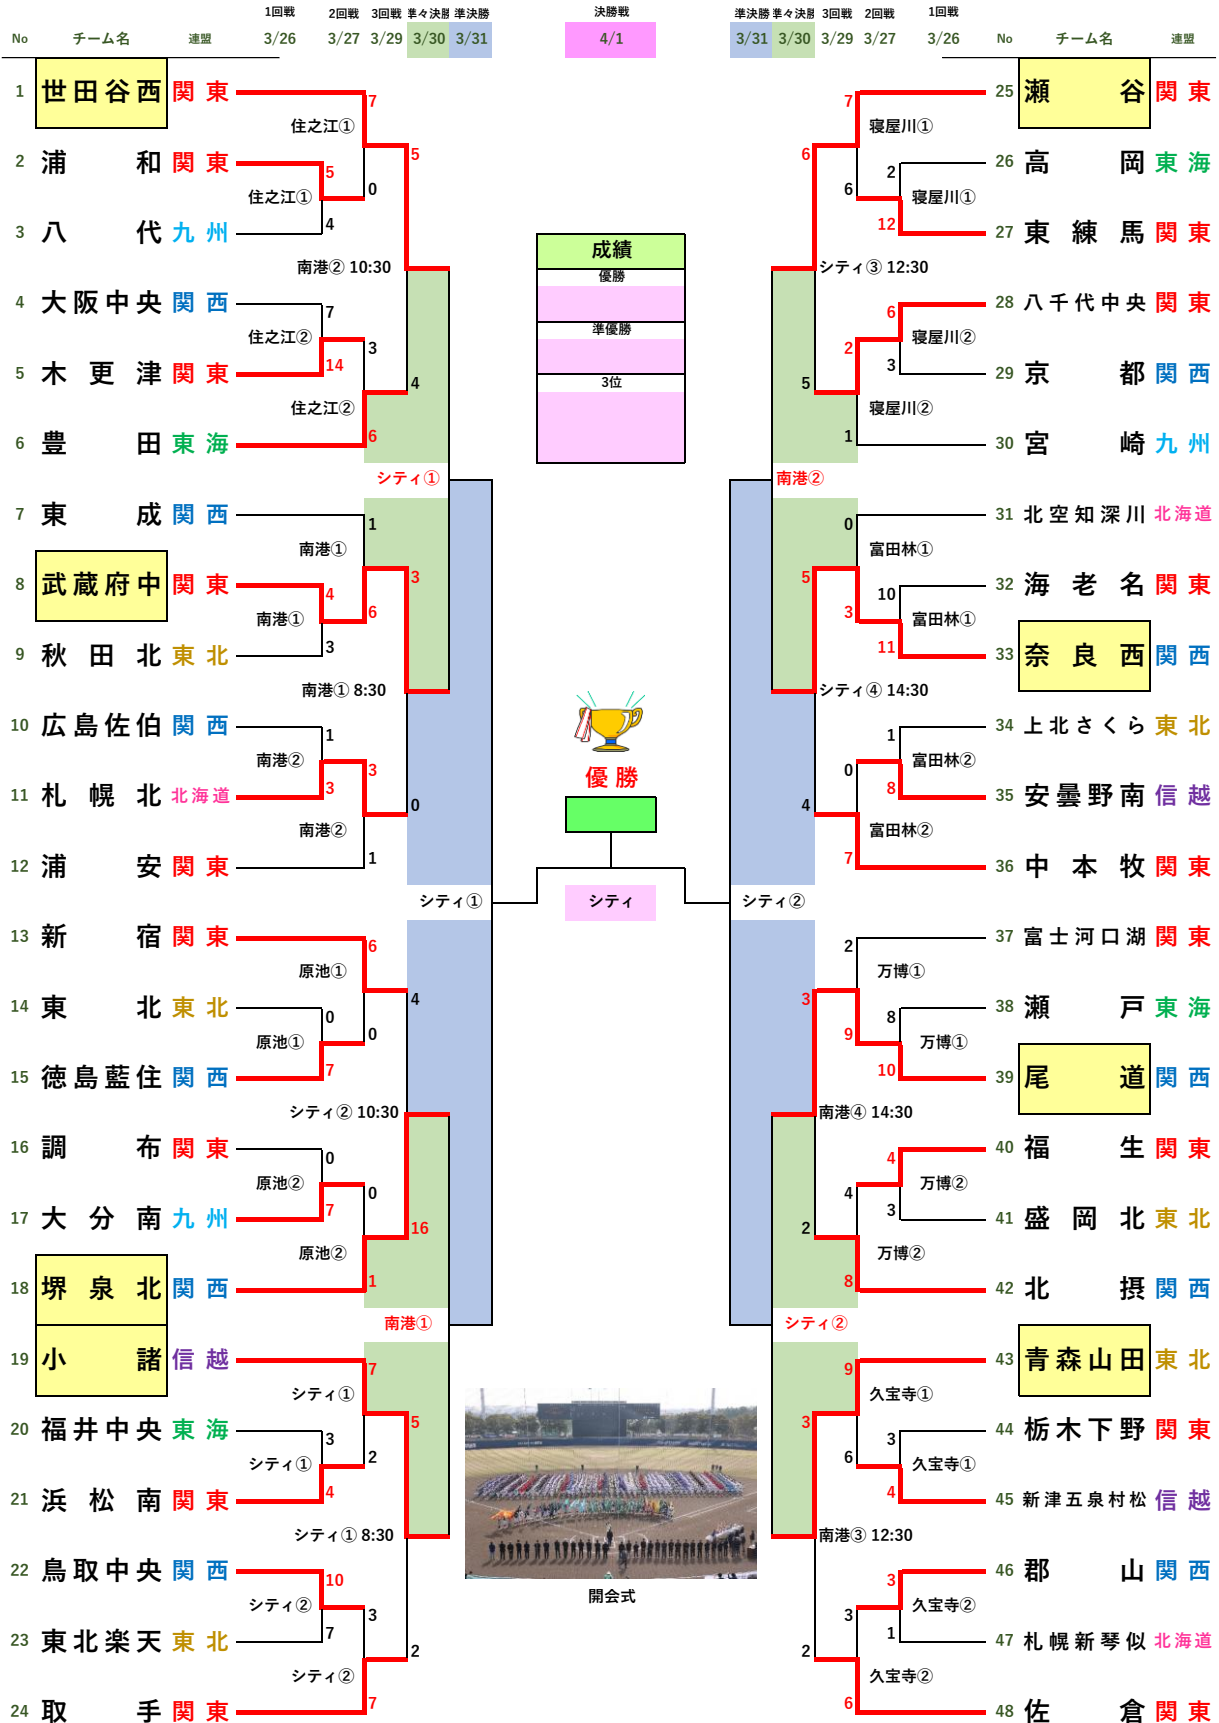 1回戦 2回戦 3回戦 準々決勝 準決勝 決勝戦 準決勝 準々決勝 3回戦 2回戦 1回戦
No チーム名 連盟 3/26 3/27 3/29 3/30 3/31 4/1 3/31 3/30 3/29 3/27 3/26 No チーム名 連盟
1 世田谷西 関東 7 7 25 瀬谷 関東
住之江① 寝屋川①
5 6
2 浦和 関東 5 2 26 高岡 東海
住之江① 0 6 寝屋川①
3 八代 九州 4 12 27 東練馬 関東
成績
南港② 10:30 シティ③ 12:30
優勝
4 大阪中央 関西 7 6 28 八千代中央 関東
準優勝
住之江② 3 2 寝屋川②
5 木更津 関東 14 3 29 京都 関西
3位
4 5
住之江② 寝屋川②
6 豊田 東海 6 1 30 宮崎 九州
シティ① 南港②
7 東成 関西 1 0 31 北空知深川 北海道
南港① 富田林①
3 5
8 武蔵府中 関東 4 10 32 海老名 関東
南港① 6 3 富田林①
9 秋田北 東北 3 11 33 奈良西 関西
南港① 8:30 シティ④ 14:30
10 広島佐伯 関西 1 1 34 上北さくら 東北
南港② 3 0 富田林②
優勝
11 札幌北 北海道 3 8 35 安曇野南 信越
0 4
南港② 富田林②
12 浦安 関東 1 7 36 中本牧 関東
シティ① シティ シティ②
13 新宿 関東 6 2 37 富士河口湖 関東
原池① 万博①
4 3
14 東北 東北 0 8 38 瀬戸 東海
原池① 0 9 万博①
15 徳島藍住 関西 7 10 39 尾道 関西
シティ② 10:30 南港④ 14:30
16 調布 関東 0 4 40 福生 関東
原池② 0 4 万博②
17 大分南 九州 7 3 41 盛岡北 東北
16 2
原池② 万博②
18 堺泉北 関西 1 8 42 北摂 関西
南港① シティ②
19 小諸 信越 7 9 43 青森山田 東北
シティ① 久宝寺①
5 3
20 福井中央 東海 3 3 44 栃木下野 関東
シティ① 2 6 久宝寺①
21 浜松南 関東 4 4 45 新津五泉村松 信越
シティ① 8:30 南港③ 12:30
22 鳥取中央 関西 10 3 46 郡山 関西
開会式
シティ② 3 3 久宝寺②
23 東北楽天 東北 7 1 47 札幌新琴似 北海道
2 2
シティ② 久宝寺②
24 取手 関東 7 6 48 佐倉 関東